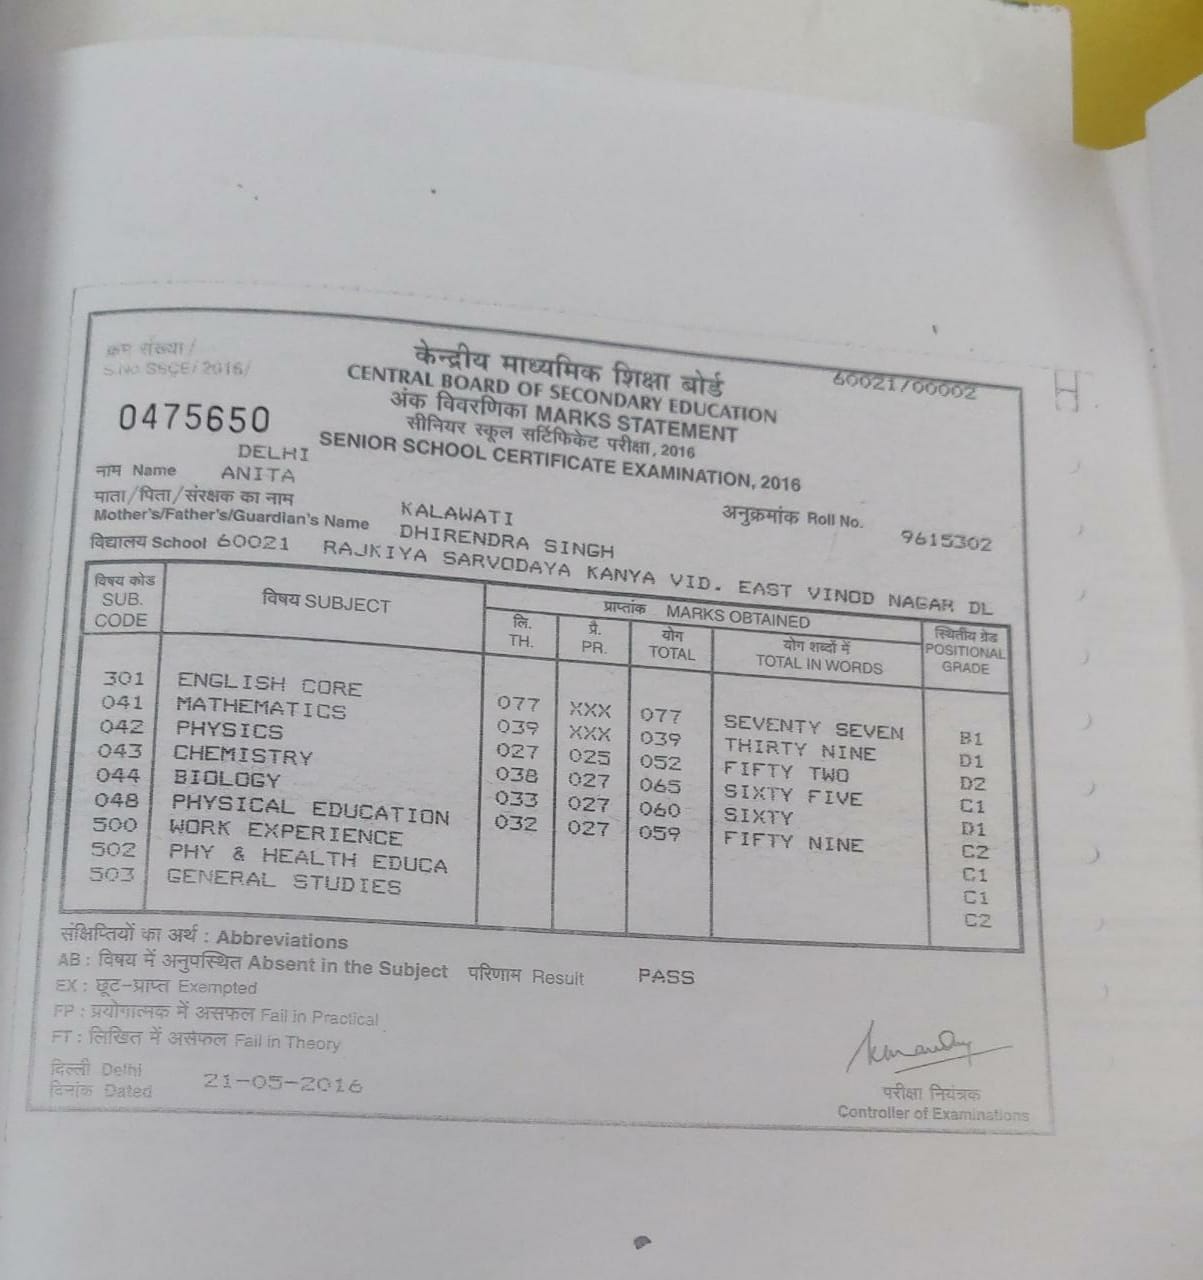 क्रम संख्या/
S.No. SSCE/2016/
0475650
60021/00002
केन्द्रीय माध्यमिक शिक्षा बोर्ड
CENTRAL BOARD OF SECONDARY EDUCATION
अंक विवरणिका MARKS STATEMENT
सीनियर स्कूल सर्टिफिकेट परीक्षा, 2016
SENIOR SCHOOL CERTIFICATE EXAMINATION, 2016
H
DELHI
नाम Name ANITA
अनुक्रमांक Roll No. 9615302
माता/पिता/संरक्षक का नाम KALAWATI
Mother's/Father's/Guardian's Name DHIRENDRA SINGH
विद्यालय School 60021 RAJKIYA SARVODAYA KANYA VID. EAST VINOD NAGAR DL
विषय कोड SUB. CODE विषय SUBJECT प्राप्तांक MARKS OBTAINED स्थितीय ग्रेड POSITIONAL GRADE
लि. TH. प्रै. PR. योग TOTAL योग शब्दों में TOTAL IN WORDS
301 ENGLISH CORE 077 XXX 077 SEVENTY SEVEN B1
041 MATHEMATICS 039 XXX 039 THIRTY NINE D1
042 PHYSICS 027 025 052 FIFTY TWO D2
043 CHEMISTRY 038 027 065 SIXTY FIVE C1
044 BIOLOGY 033 027 060 SIXTY D1
048 PHYSICAL EDUCATION 032 027 059 FIFTY NINE C2
500 WORK EXPERIENCE C1
502 PHY & HEALTH EDUCA C1
503 GENERAL STUDIES C2
संक्षिप्तियों का अर्थ : Abbreviations
AB : विषय में अनुपस्थित Absent in the Subject परिणाम Result PASS
EX : छूट-प्राप्त Exempted
FP : प्रयोगात्मक में असफल Fail in Practical
FT : लिखित में असफल Fail in Theory
दिल्ली Delhi
दिनांक Dated 21-05-2016
परीक्षा नियंत्रक
Controller of Examinations